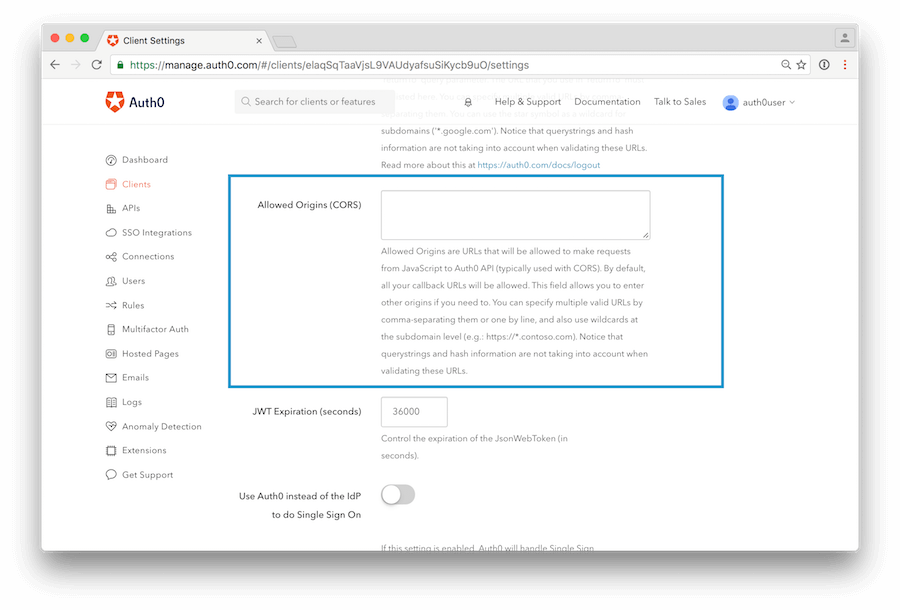 Client Settings
https://manage.auth0.com/#/clients/elaqSqTaaVjsL9VAUdyafsuSiKycb9uO/settings
Auth0
Search for clients or features
Help & Support
Documentation
Talk to Sales
auth0user
subdomains ('*.google.com'). Notice that querystrings and hash
information are not taking into account when validating these URLs.
Read more about this at https://auth0.com/docs/logout
Dashboard
Clients
APIs
SSO Integrations
Connections
Users
Rules
Multifactor Auth
Hosted Pages
Emails
Logs
Anomaly Detection
Extensions
Get Support
Allowed Origins (CORS)
Allowed Origins are URLs that will be allowed to make requests
from JavaScript to Auth0 API (typically used with CORS). By default,
all your callback URLs will be allowed. This field allows you to enter
other origins if you need to. You can specify multiple valid URLs by
comma-separating them or one by line, and also use wildcards at
the subdomain level (e.g.: https://*.contoso.com). Notice that
querystrings and hash information are not taking into account when
validating these URLs.
JWT Expiration (seconds)
36000
Control the expiration of the JsonWebToken (in
seconds).
Use Auth0 instead of the IdP
to do Single Sign On
If this setting is enabled, Auth0 will handle Single Sign